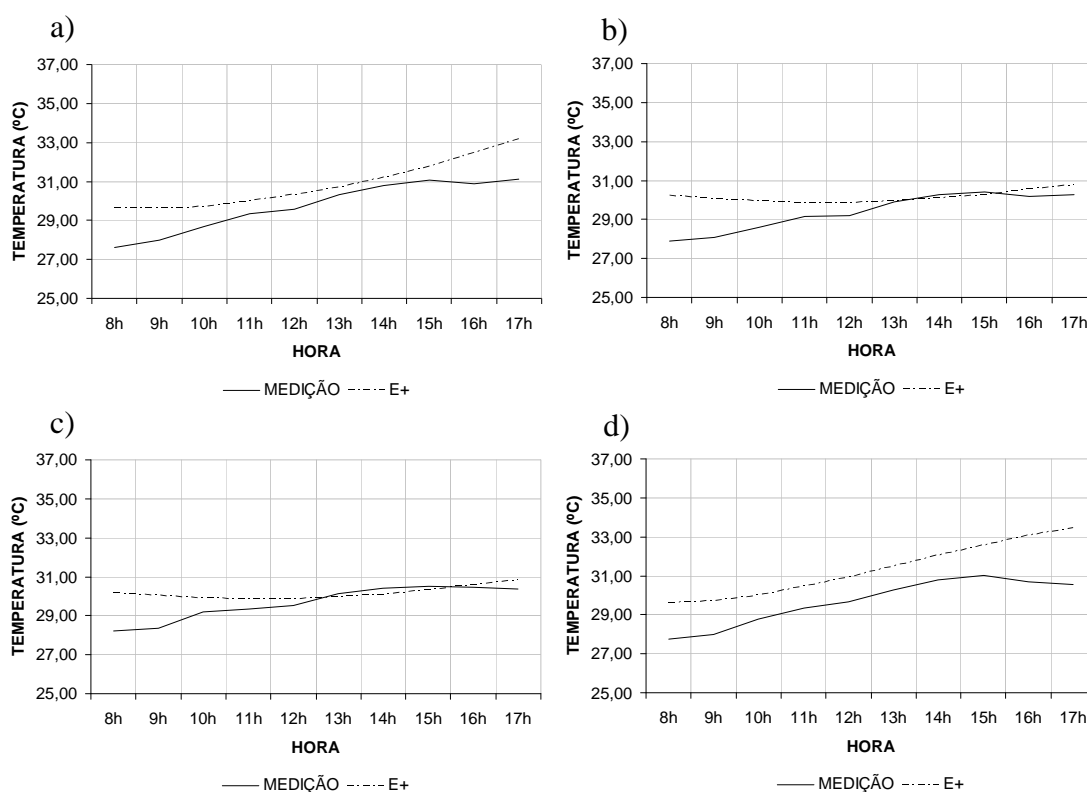 a)
37,00
35,00
33,00
31,00
29,00
27,00
25,00
TEMPERATURA (ºC)
8h 9h 10h 11h 12h 13h 14h 15h 16h 17h
HORA
MEDIÇÃO E+
b)
37,00
35,00
33,00
31,00
29,00
27,00
25,00
TEMPERATURA (ºC)
8h 9h 10h 11h 12h 13h 14h 15h 16h 17h
HORA
MEDIÇÃO E+
c)
37,00
35,00
33,00
31,00
29,00
27,00
25,00
TEMPERATURA (ºC)
8h 9h 10h 11h 12h 13h 14h 15h 16h 17h
HORA
MEDIÇÃO E+
d)
37,00
35,00
33,00
31,00
29,00
27,00
25,00
TEMPERATURA (ºC)
8h 9h 10h 11h 12h 13h 14h 15h 16h 17h
HORA
MEDIÇÃO E+